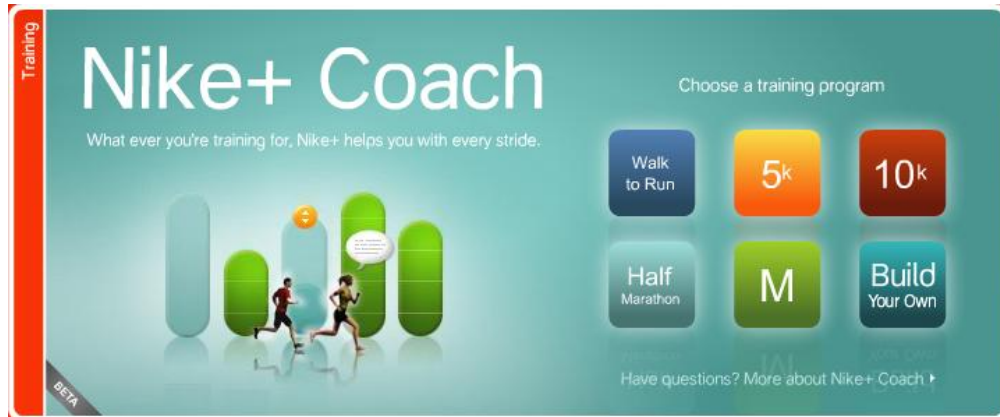 Training
Nike+ Coach
What ever you're training for, Nike+ helps you with every stride.
BETA
Choose a training program
Walk
to Run
5k
10k
Half
Marathon
M
Build
Your Own
Have questions? More about Nike+ Coach